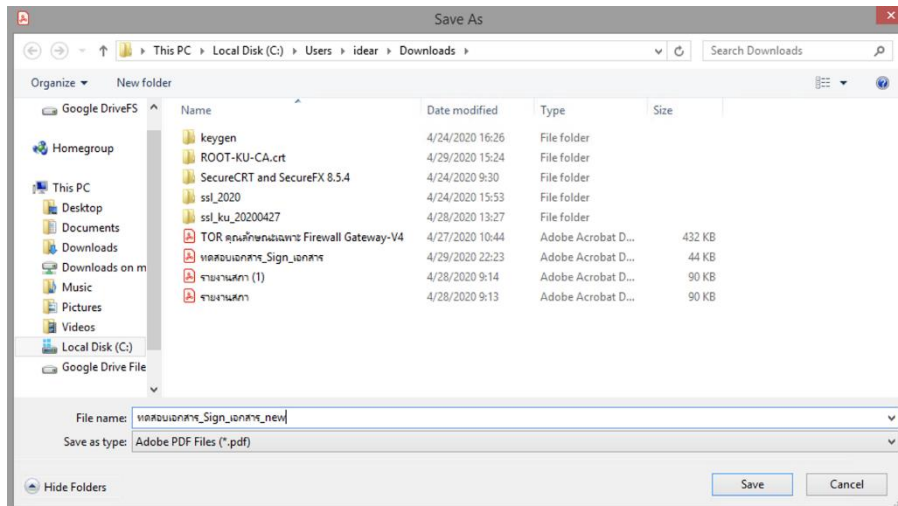 Save As
This PC Local Disk (C:) Users idear Downloads
Search Downloads
Organize New folder
Google DriveFS
Homegroup
This PC
Desktop
Documents
Downloads
Downloads on m
Music
Pictures
Videos
Local Disk (C:)
Google Drive File
Name Date modified Type Size
keygen 4/24/2020 16:26 File folder
ROOT-KU-CA.crt 4/29/2020 15:24 File folder
SecureCRT and SecureFX 8.5.4 4/24/2020 9:30 File folder
ssl_2020 4/24/2020 15:53 File folder
ssl_ku_20200427 4/28/2020 13:27 File folder
TOR คุณลักษณะเฉพาะ Firewall Gateway-V4 4/27/2020 10:44 Adobe Acrobat D... 432 KB
ทดสอบเอกสาร_Sign_เอกสาร 4/29/2020 22:23 Adobe Acrobat D... 44 KB
รายงานสภา (1) 4/28/2020 9:14 Adobe Acrobat D... 90 KB
รายงานสภา 4/28/2020 9:13 Adobe Acrobat D... 90 KB
File name: ทดสอบเอกสาร_Sign_เอกสาร_new
Save as type: Adobe PDF Files (*.pdf)
Hide Folders
Save Cancel